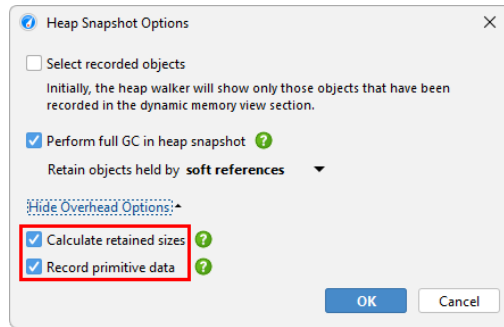 Heap Snapshot Options
Select recorded objects
Initially, the heap walker will show only those objects that have been
recorded in the dynamic memory view section.
Perform full GC in heap snapshot ?
Retain objects held by soft references
Hide Overhead Options
Calculate retained sizes ?
Record primitive data ?
OK Cancel